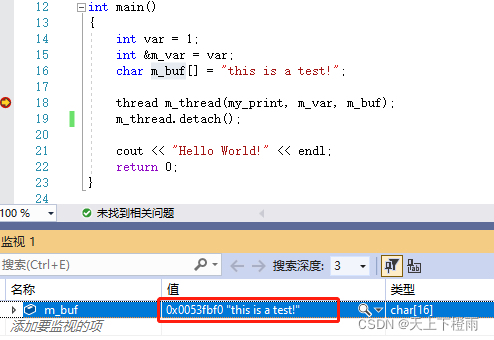 12 int main()
13 {
14 int var = 1;
15 int &m_var = var;
16 char m_buf[] = "this is a test!";
17
18 thread m_thread(my_print, m_var, m_buf);
19 m_thread.detach();
20
21 cout << "Hello World!" << endl;
22 return 0;
23 }
24
100 % 未找到相关问题
监视 1
搜索(Ctrl+E) 搜索深度: 3
名称 值 类型
m_buf 0x0053fbf0 "this is a test!" char[16]
添加要监视的项
CSDN @天上下橙雨